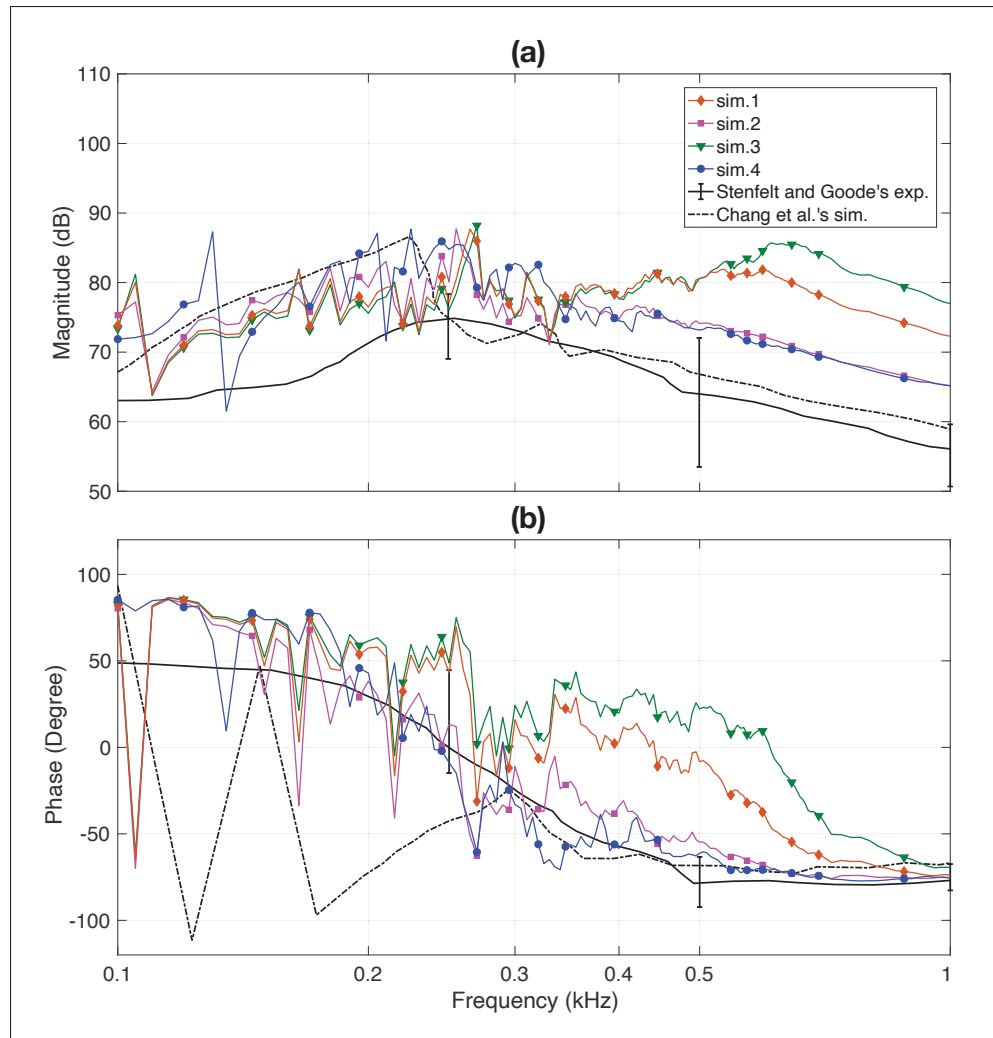 (a)
110
100
90
80
70
60
50
Magnitude (dB)
sim.1
sim.2
sim.3
sim.4
Stenfelt and Goode's exp.
Chang et al.'s sim.
(b)
100
50
0
-50
-100
Phase (Degree)
0.1
0.2
0.3
0.4
0.5
1
Frequency (kHz)